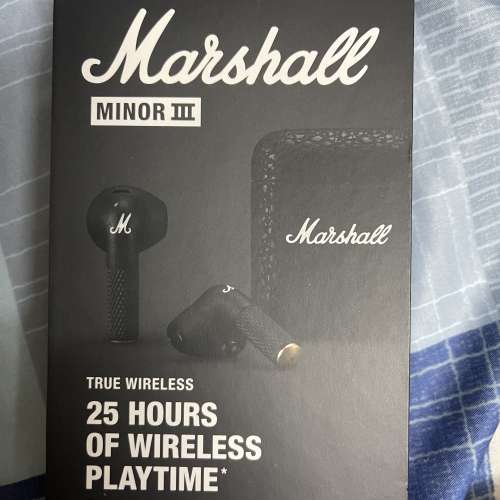 Marshall
MINOR III
M
Marshall
TRUE WIRELESS
25 HOURS
OF WIRELESS
PLAYTIME*